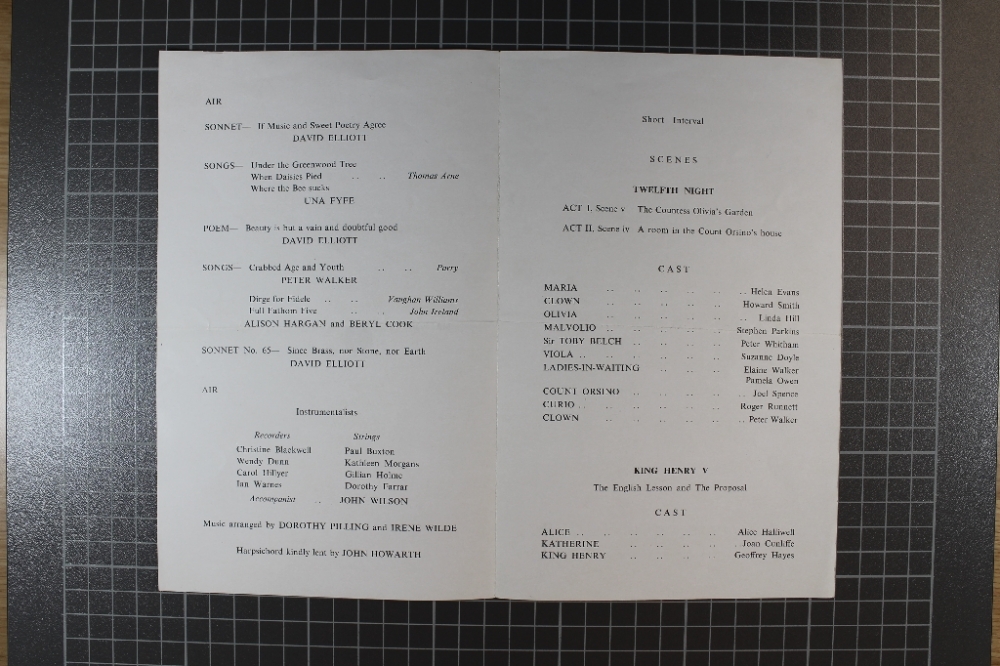 AIR
SONNET— If Music and Sweet Poetry Agree
DAVID ELLIOTT
SONGS— Under the Greenwood Tree
When Daisies Pied .. .. Thomas Arne
Where the Bee sucks
UNA FYFE
POEM— Beauty is but a vain and doubtful good
DAVID ELLIOTT
SONGS— Crabbed Age and Youth .. .. Parry
PETER WALKER
Dirge for Fidele .. .. Vaughan Williams
Full Fathom Five .. .. John Ireland
ALISON HARGAN and BERYL COOK
SONNET No. 65— Since Brass, nor Stone, nor Earth
DAVID ELLIOTT
AIR
Instrumentalists
Recorders Strings
Christine Blackwell Paul Buxton
Wendy Dunn Kathleen Morgans
Carol Hillyer Gillian Holme
Ian Warnes Dorothy Farrar
Accompanist .. JOHN WILSON
Music arranged by DOROTHY PILLING and IRENE WILDE
Harpsichord kindly lent by JOHN HOWARTH
Short Interval
SCENES
TWELFTH NIGHT
ACT I. Scene v The Countess Olivia's Garden
ACT II. Scene iv A room in the Count Orsino's house
CAST
MARIA .. .. .. .. .. Helen Evans
CLOWN .. .. .. .. .. Howard Smith
OLIVIA .. .. .. .. .. Linda Hill
MALVOLIO .. .. .. .. Stephen Parkins
Sir TOBY BELCH .. .. .. .. Peter Whitham
VIOLA .. .. .. .. .. Suzanne Doyle
LADIES-IN-WAITING .. .. .. Elaine Walker
Pamela Owen
COUNT ORSINO .. .. .. .. Joel Spence
CURIO .. .. .. .. .. Roger Runnett
CLOWN .. .. .. .. .. Peter Walker
KING HENRY V
The English Lesson and The Proposal
CAST
ALICE .. .. .. .. .. Alice Halliwell
KATHERINE .. .. .. .. Joan Cunliffe
KING HENRY .. .. .. .. Geoffrey Hayes